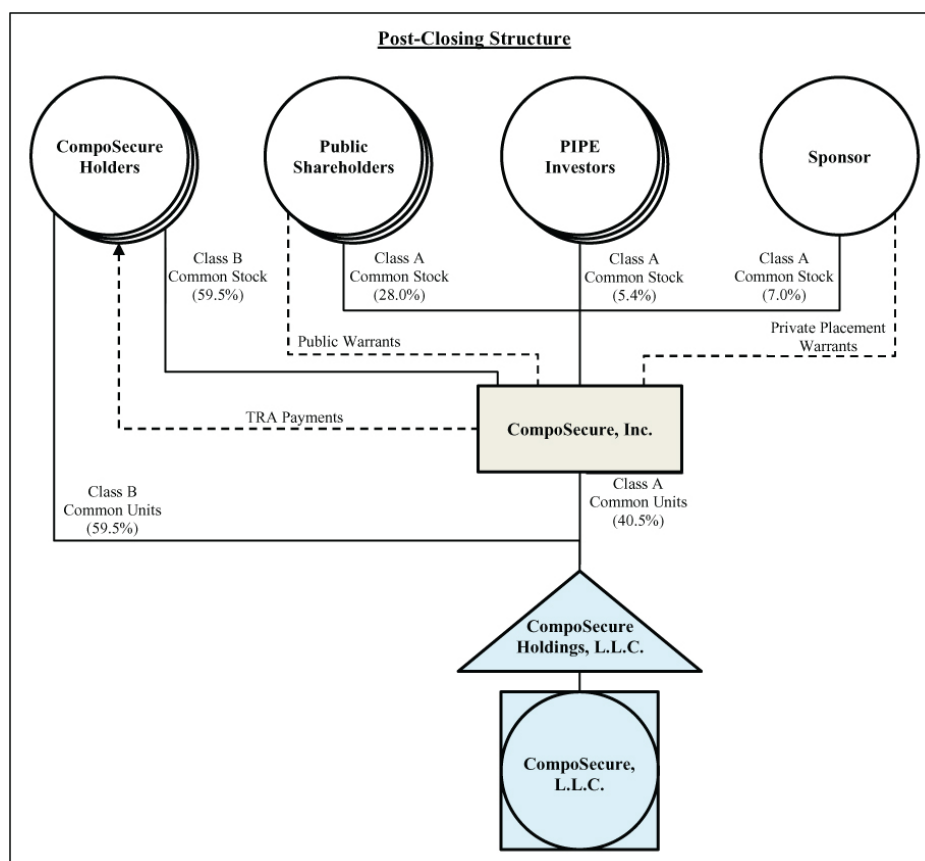 Post-Closing Structure
CompoSecure
Holders
Public
Shareholders
PIPE
Investors
Sponsor
Class B
Common Stock
(59.5%)
Class A
Common Stock
(28.0%)
Class A
Common Stock
(5.4%)
Class A
Common Stock
(7.0%)
Public Warrants
Private Placement
Warrants
TRA Payments
CompoSecure, Inc.
Class B
Common Units
(59.5%)
Class A
Common Units
(40.5%)
CompoSecure
Holdings, L.L.C.
CompoSecure,
L.L.C.